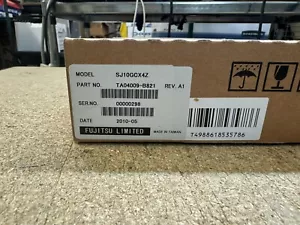 MODEL SJ10GCX4Z
PART NO. TA04009-B821 REV. A1
SER.NO. 00000298
DATE 2010-05
FUJITSU LIMITED MADE IN TAIWAN
T4988618535786